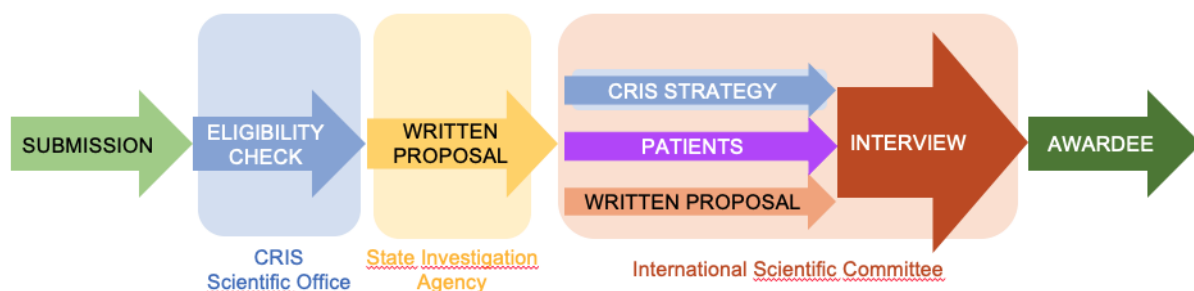 SUBMISSION
ELIGIBILITY
CHECK
WRITTEN
PROPOSAL
CRIS STRATEGY
PATIENTS
WRITTEN PROPOSAL
INTERVIEW
AWARDEE
CRIS
Scientific Office
State Investigation
Agency
International Scientific Committee